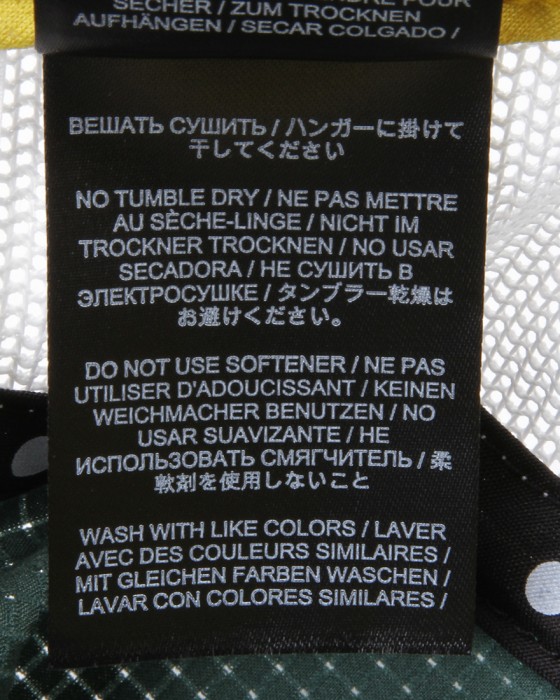 SÉCHER / ZUM TROCKNEN
AUFHÄNGEN / SECAR COLGADO /
ВЕШАТЬ СУШИТЬ / ハンガーに掛けて
干してください
NO TUMBLE DRY / NE PAS METTRE
AU SÈCHE-LINGE / NICHT IM
TROCKNER TROCKNEN / NO USAR
SECADORA / НЕ СУШИТЬ В
ЭЛЕКТРОСУШКЕ / タンブラー乾燥は
お避けください。
DO NOT USE SOFTENER / NE PAS
UTILISER D'ADOUCISSANT / KEINEN
WEICHMACHER BENUTZEN / NO
USAR SUAVIZANTE / НЕ
ИСПОЛЬЗОВАТЬ СМЯГЧИТЕЛЬ / 柔
軟剤を使用しないこと
WASH WITH LIKE COLORS / LAVER
AVEC DES COULEURS SIMILAIRES /
MIT GLEICHEN FARBEN WASCHEN /
LAVAR CON COLORES SIMILARES /